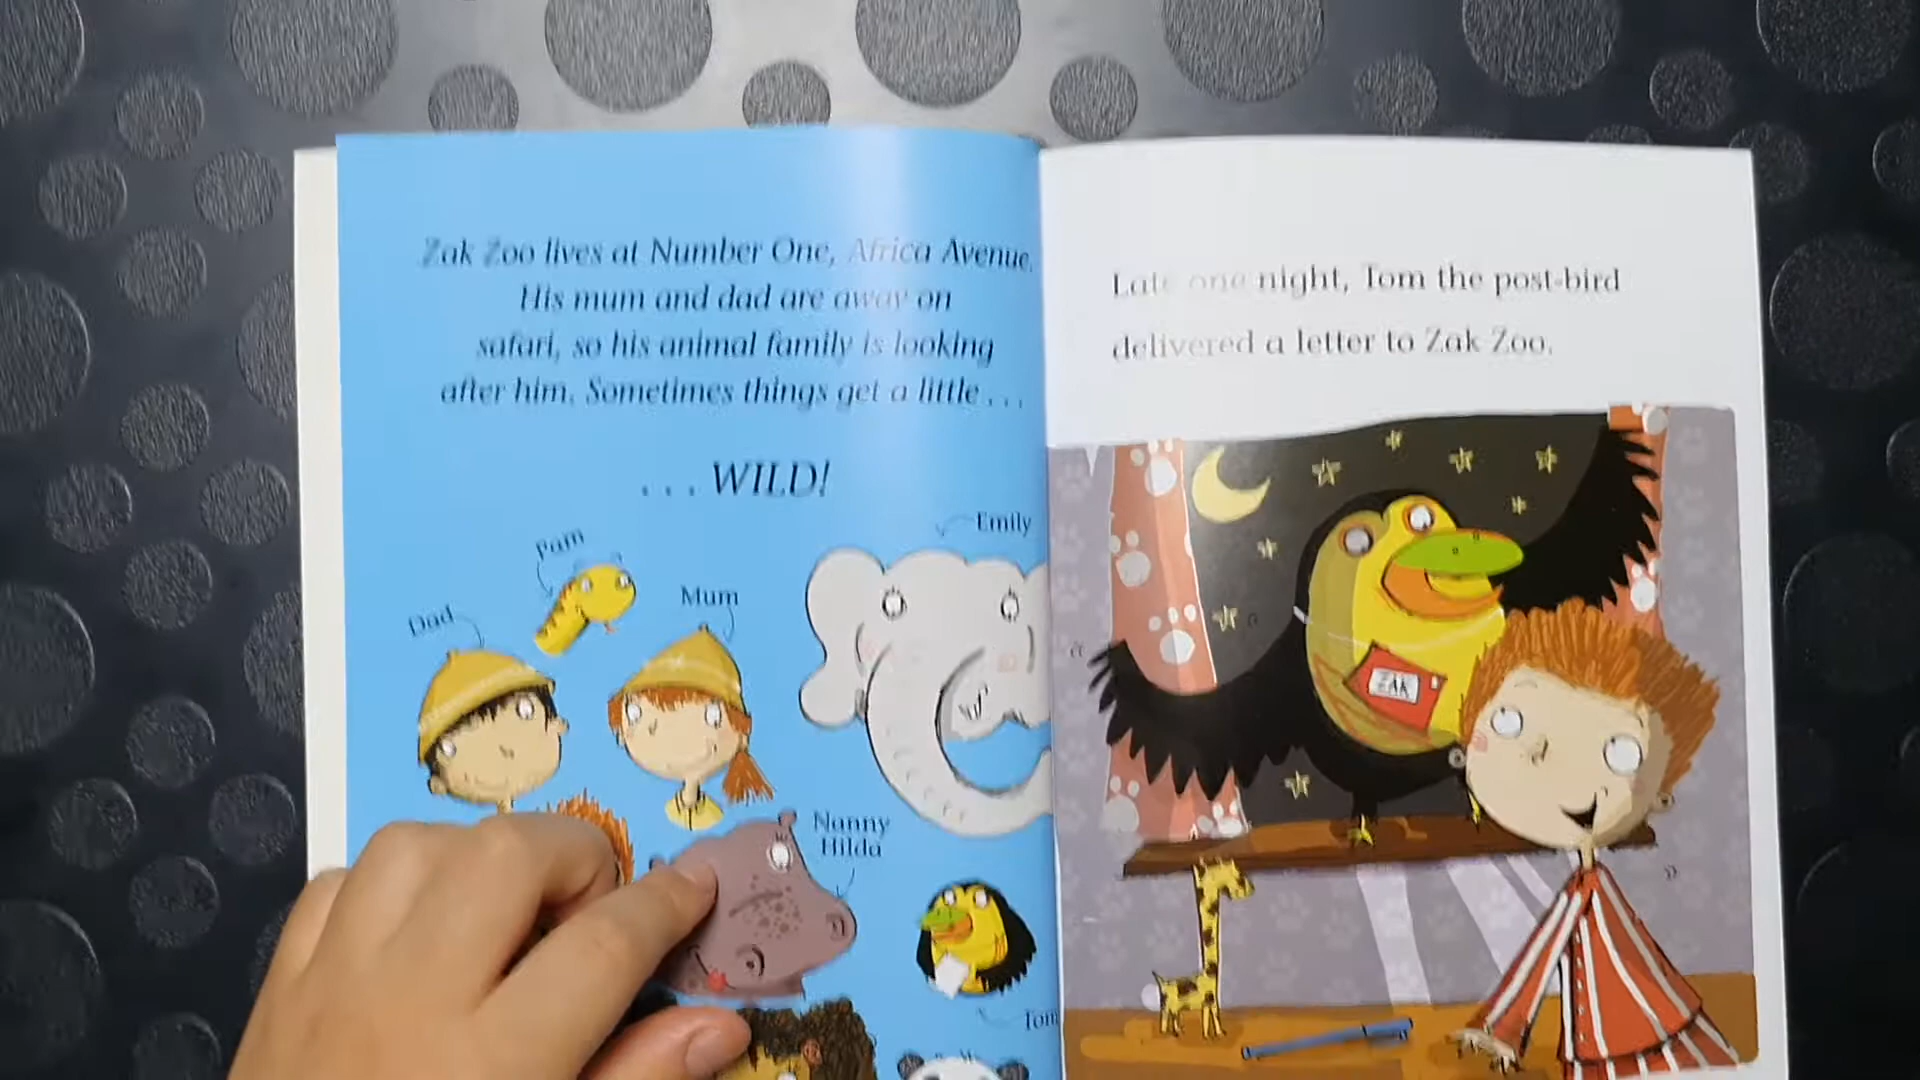 Zak Zoo lives at Number One, Africa Avenue.
His mum and dad are away on
safari, so his animal family is looking
after him. Sometimes things get a little . . .
. . . WILD!
Emily
Pam
Mum
Dad
Nanny
Hilda
Tom
Late one night, Tom the post-bird
delivered a letter to Zak Zoo.
ZAK